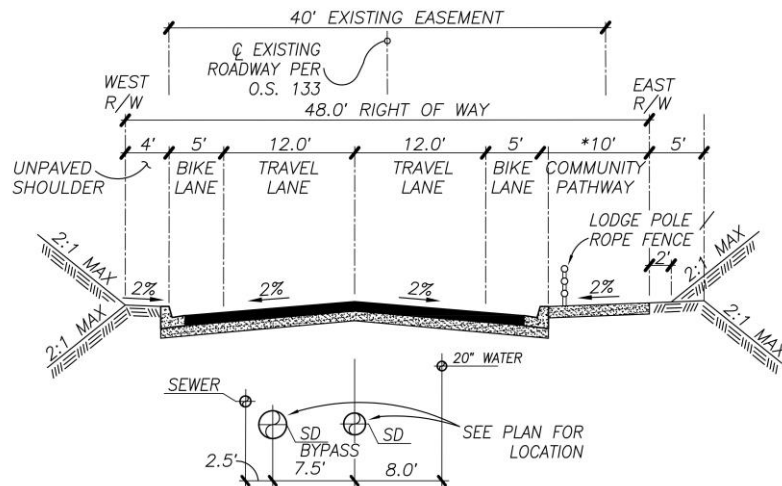 40' EXISTING EASEMENT
℄ EXISTING
ROADWAY PER
O.S. 133
WEST
R/W
EAST
R/W
48.0' RIGHT OF WAY
4'
5'
12.0'
12.0'
5'
*10'
5'
UNPAVED
SHOULDER
BIKE
LANE
TRAVEL
LANE
TRAVEL
LANE
BIKE
LANE
COMMUNITY
PATHWAY
LODGE POLE
ROPE FENCE
2'
2:1 MAX
2:1 MAX
2%
2%
2%
2%
2:1 MAX
2:1 MAX
20" WATER
SEWER
SD
BYPASS
SD
SEE PLAN FOR
LOCATION
2.5'
7.5'
8.0'